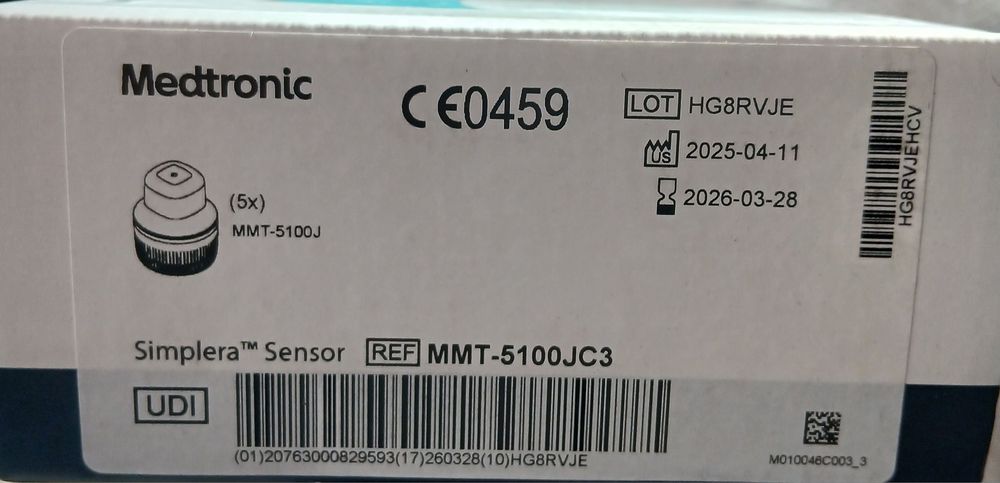 Medtronic
CE0459
LOT HG8RVJE
US 2025-04-11
2026-03-28
HG8RVJEHCV
(5x)
MMT-5100J
Simplera™ Sensor REF MMT-5100JC3
UDI
(01)20763000829593(17)260328(10)HG8RVJE
M010046C003_3